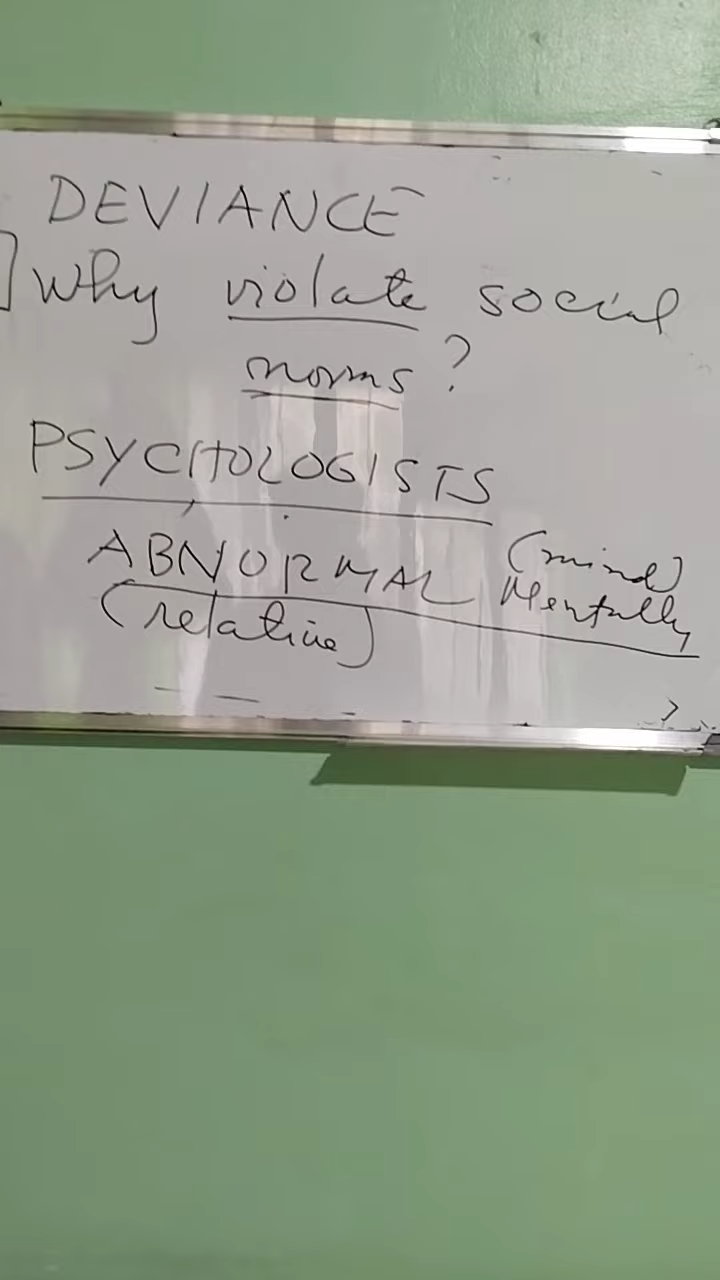 DEVIANCE
] Why violate social
norms?
PSYCHOLOGISTS
ABNORMAL (mind)
Mentally
(relative)